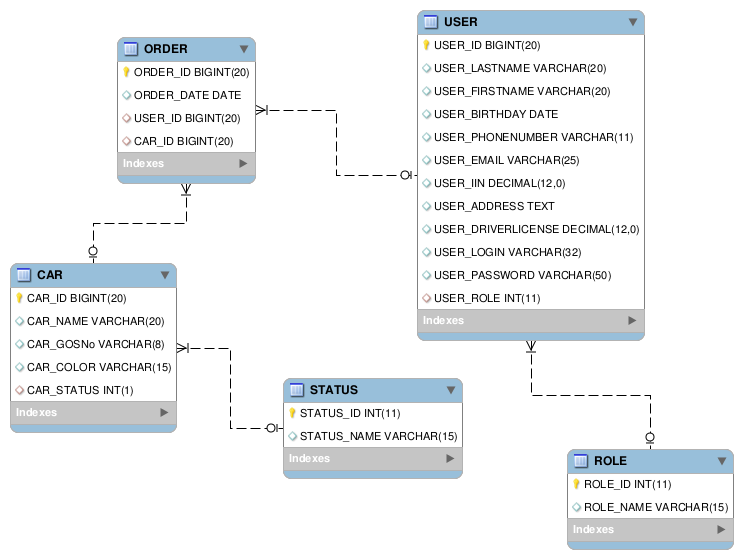 ORDER
ORDER_ID BIGINT(20)
ORDER_DATE DATE
USER_ID BIGINT(20)
CAR_ID BIGINT(20)
Indexes
USER
USER_ID BIGINT(20)
USER_LASTNAME VARCHAR(20)
USER_FIRSTNAME VARCHAR(20)
USER_BIRTHDAY DATE
USER_PHONENUMBER VARCHAR(11)
USER_EMAIL VARCHAR(25)
USER_IIN DECIMAL(12,0)
USER_ADDRESS TEXT
USER_DRIVERLICENSE DECIMAL(12,0)
USER_LOGIN VARCHAR(32)
USER_PASSWORD VARCHAR(50)
USER_ROLE INT(11)
Indexes
CAR
CAR_ID BIGINT(20)
CAR_NAME VARCHAR(20)
CAR_GOSNo VARCHAR(8)
CAR_COLOR VARCHAR(15)
CAR_STATUS INT(1)
Indexes
STATUS
STATUS_ID INT(11)
STATUS_NAME VARCHAR(15)
Indexes
ROLE
ROLE_ID INT(11)
ROLE_NAME VARCHAR(15)
Indexes